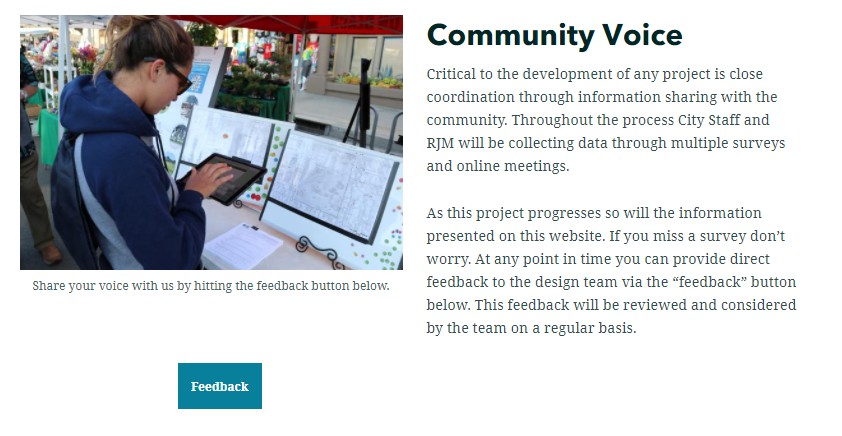 Community Voice
Critical to the development of any project is close
coordination through information sharing with the
community. Throughout the process City Staff and
RJM will be collecting data through multiple surveys
and online meetings.
As this project progresses so will the information
presented on this website. If you miss a survey don’t
worry. At any point in time you can provide direct
feedback to the design team via the “feedback” button
below. This feedback will be reviewed and considered
by the team on a regular basis.
Share your voice with us by hitting the feedback button below.
Feedback